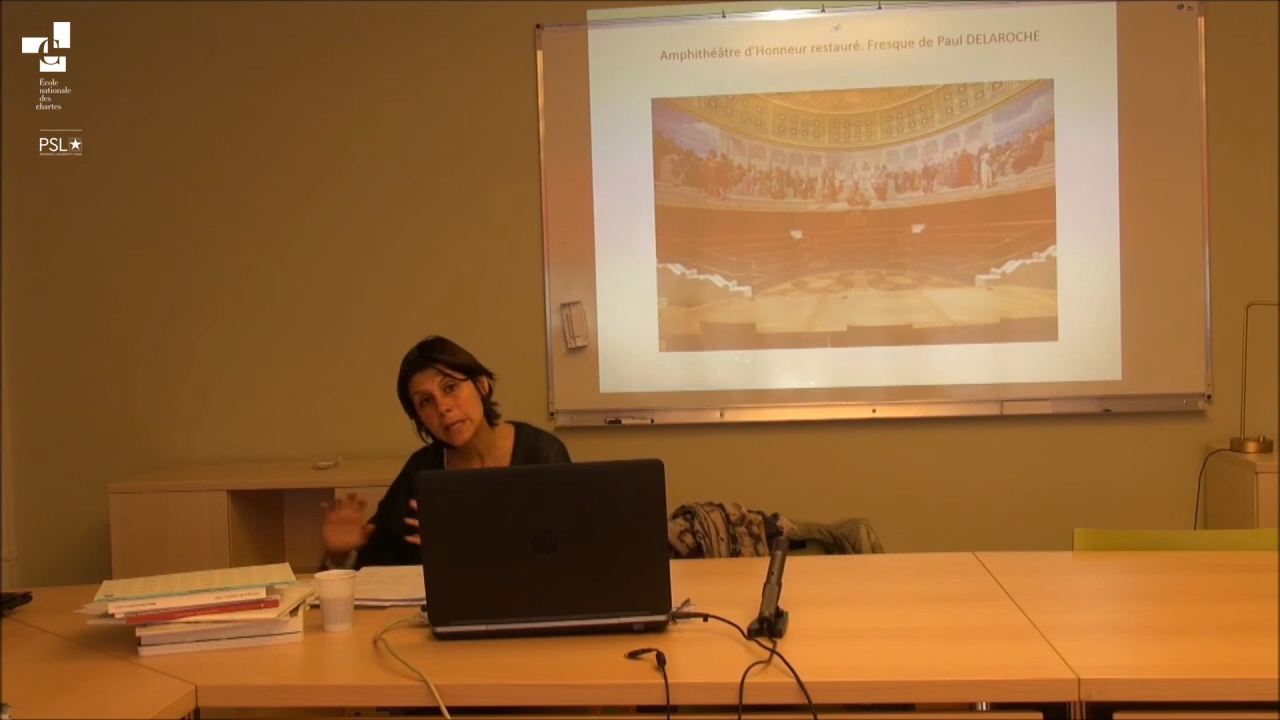 École
nationale
des
chartes
PSL
Amphithéâtre d'Honneur restauré. Fresque de Paul DELAROCHE